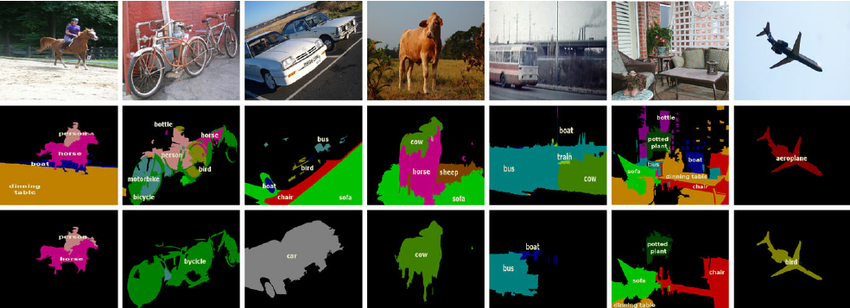 person
horse
boat
dinning
table
bottle
horse
person
bird
motorbike
bicycle
bus
bird
boat
chair
sofa
cow
horse
sheep
sofa
boat
train
bus
cow
bottle
potted
plant
bus
boat
sofa
dinning table
chair
aeroplane
person
horse
bycicle
car
cow
boat
bus
potted
plant
chair
sofa
dinning table
bird